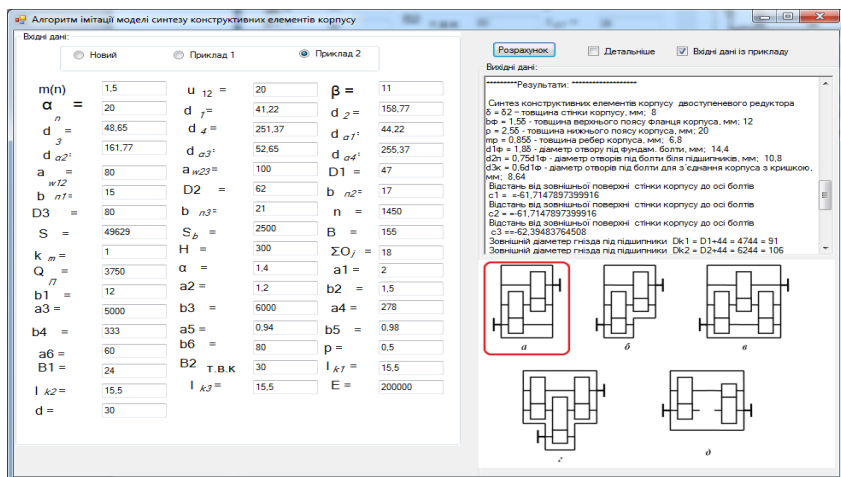 Алгоритм імітації моделі синтезу конструктивних елементів корпусу
Вхідні дані:
Новий Приклад 1 Приклад 2
m(n) 1,5 u 12 = 20 β = 11
α n = 20 d 1= 41,22 d 2= 158,77
d 3 = 48,65 d 4= 251,37 d a1: 44,22
d a2: 161,77 d a3: 52,65 d a4: 255,37
a w12 = 80 a w23= 100 D1 = 47
b n1= 15 D2 = 62 b n2= 17
D3 = 80 b n3= 21 n = 1450
S = 49629 S b = 2500 B = 155
k m= 1 H = 300 ΣO j = 18
Q П = 3750 α = 1,4 a1 = 2
b1 = 12 a2 = 1,2 b2 = 1,5
a3 = 5000 b3 = 6000 a4 = 278
b4 = 333 a5 = 0,94 b5 = 0,98
a6 = 60 b6 = 80 p = 0,5
B1 = 24 B2 т.в.к 30 l k1= 15,5
l k2= 15,5 l k3= 15,5 E = 200000
d = 30
Розрахунок Детальніше Вхідні дані із прикладу
Вихідні дані:
*********Результати: *******************
Синтез конструктивних елементів корпусу двоступеневого редуктора
δ = δ2 − товщина стінки корпусу, мм; 8
bф = 1,5δ - товщина верхнього поясу фланця корпуса, мм; 12
p = 2,5δ - товщина нижнього поясу корпуса, мм; 20
mp = 0,85δ - товщина ребер корпуса, мм; 6,8
d1ф = 1,8δ - діаметр отвору під фундам. болти, мм; 14,4
d2п = 0,75d1ф - діаметр отворів під болти біля підшипників, мм; 10,8
d3к = 0,6d1ф - діаметр отворів під болти для з'єднання корпуса з кришкою,
мм; 8,64
Відстань від зовнішньої поверхні стінки корпусу до осі болтів
c1 = =-61,7147897399916
Відстань від зовнішньої поверхні стінки корпусу до осі болтів
c2 = =-61,7147897399916
Відстань від зовнішньої поверхні стінки корпусу до осі болтів
c3 ==-62,39483764508
Зовнішній діаметер гнізда під підшипники Dk1 = D1+44 = 4744 = 91
Зовнішній діаметер гнізда під підшипники Dk2 = D2+44 = 6244 = 106
а б в
г д